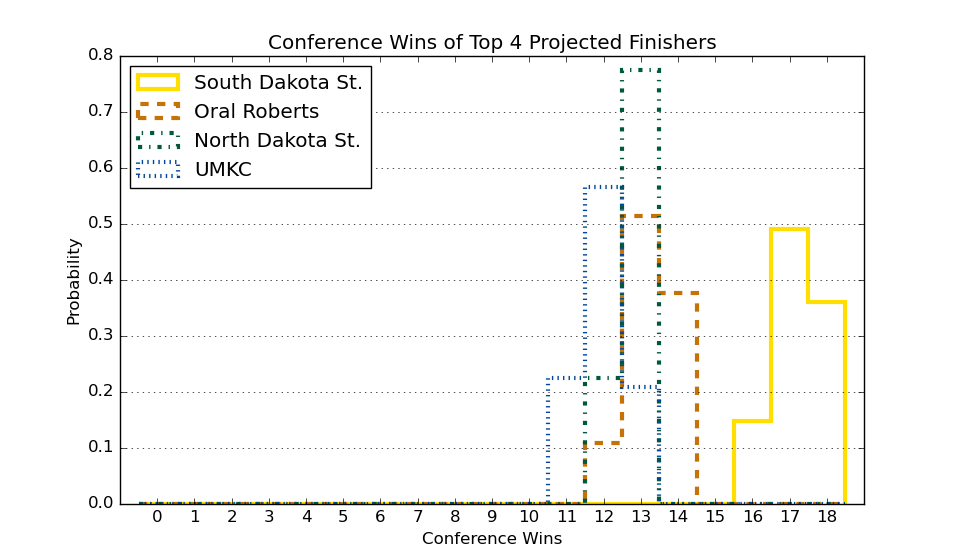 Conference Wins of Top 4 Projected Finishers
0.8
0.7
0.6
0.5
0.4
0.3
0.2
0.1
0.0
Probability
South Dakota St.
Oral Roberts
North Dakota St.
UMKC
0 1 2 3 4 5 6 7 8 9 10 11 12 13 14 15 16 17 18
Conference Wins